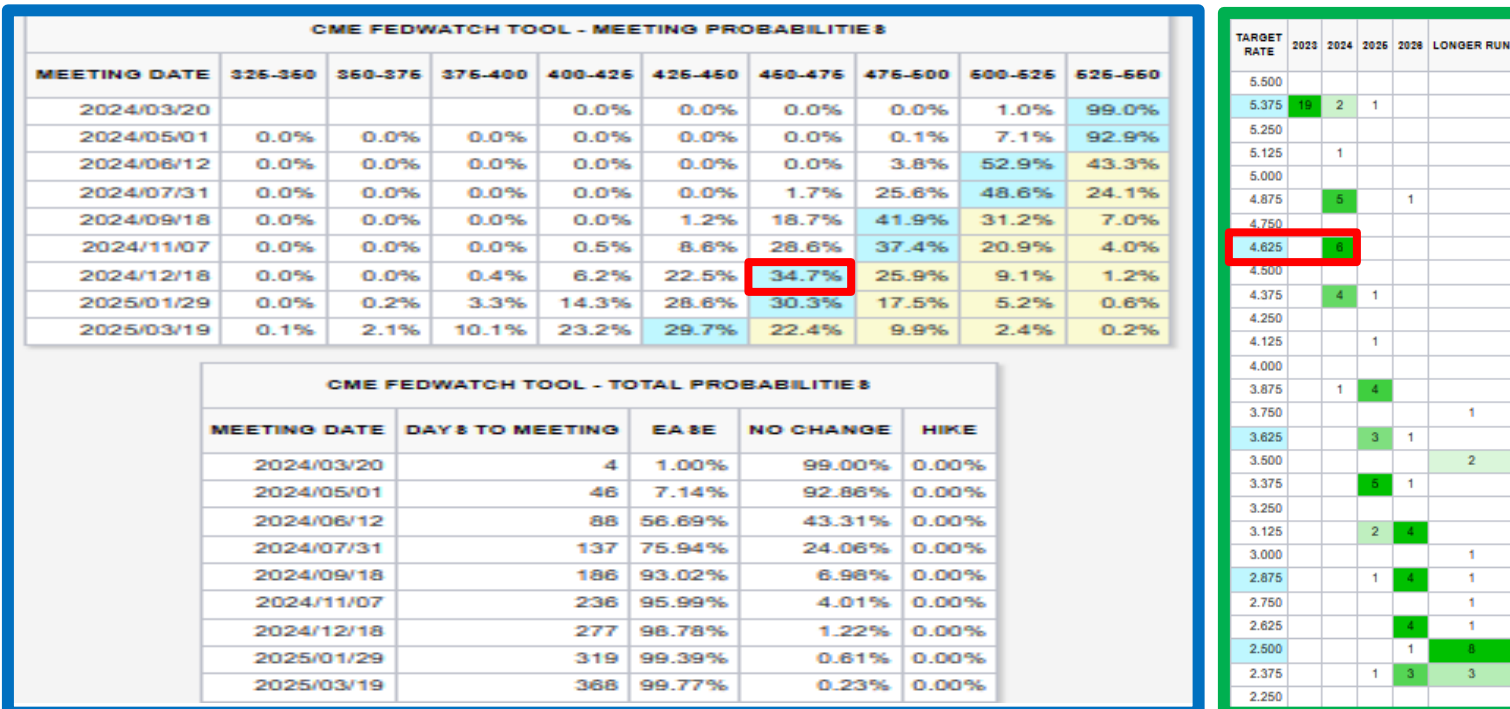 CME FEDWATCH TOOL - MEETING PROBABILITIES
MEETING DATE 325-350 350-375 375-400 400-425 425-450 450-475 475-500 500-525 525-550
2024/03/20 0.0% 0.0% 0.0% 0.0% 1.0% 99.0%
2024/05/01 0.0% 0.0% 0.0% 0.0% 0.0% 0.0% 0.1% 7.1% 92.9%
2024/06/12 0.0% 0.0% 0.0% 0.0% 0.0% 0.0% 3.8% 52.9% 43.3%
2024/07/31 0.0% 0.0% 0.0% 0.0% 0.0% 1.7% 25.6% 48.6% 24.1%
2024/09/18 0.0% 0.0% 0.0% 0.0% 1.2% 18.7% 41.9% 31.2% 7.0%
2024/11/07 0.0% 0.0% 0.0% 0.5% 8.6% 28.6% 37.4% 20.9% 4.0%
2024/12/18 0.0% 0.0% 0.4% 6.2% 22.5% 34.7% 25.9% 9.1% 1.2%
2025/01/29 0.0% 0.2% 3.3% 14.3% 28.6% 30.3% 17.5% 5.2% 0.6%
2025/03/19 0.1% 2.1% 10.1% 23.2% 29.7% 22.4% 9.9% 2.4% 0.2%
CME FEDWATCH TOOL - TOTAL PROBABILITIES
MEETING DATE DAYS TO MEETING EASE NO CHANGE HIKE
2024/03/20 4 1.00% 99.00% 0.00%
2024/05/01 46 7.14% 92.86% 0.00%
2024/06/12 88 56.69% 43.31% 0.00%
2024/07/31 137 75.94% 24.06% 0.00%
2024/09/18 186 93.02% 6.98% 0.00%
2024/11/07 236 95.99% 4.01% 0.00%
2024/12/18 277 98.78% 1.22% 0.00%
2025/01/29 319 99.39% 0.61% 0.00%
2025/03/19 368 99.77% 0.23% 0.00%
TARGET RATE 2023 2024 2025 2026 LONGER RUN
5.500
5.375 19 2 1
5.250
5.125 1
5.000
4.875 5 1
4.750
4.625 6
4.500
4.375 4 1
4.250
4.125 1
4.000
3.875 1 4
3.750 1
3.625 3 1
3.500 2
3.375 5 1
3.250
3.125 2 4
3.000 1
2.875 1 4 1
2.750 1
2.625 4 1
2.500 1 8
2.375 1 3 3
2.250